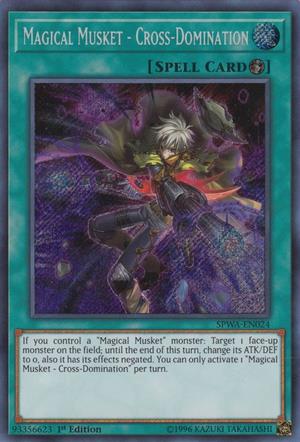 Magical Musket - Cross-Domination
[Spell Card]
SPWA-EN024
If you control a "Magical Musket" monster: Target 1 face-up
monster on the field; until the end of this turn, change its ATK/DEF
to 0, also it has its effects negated. You can only activate 1 "Magical
Musket - Cross-Domination" per turn.
93356623 1st Edition ©1996 KAZUKI TAKAHASHI